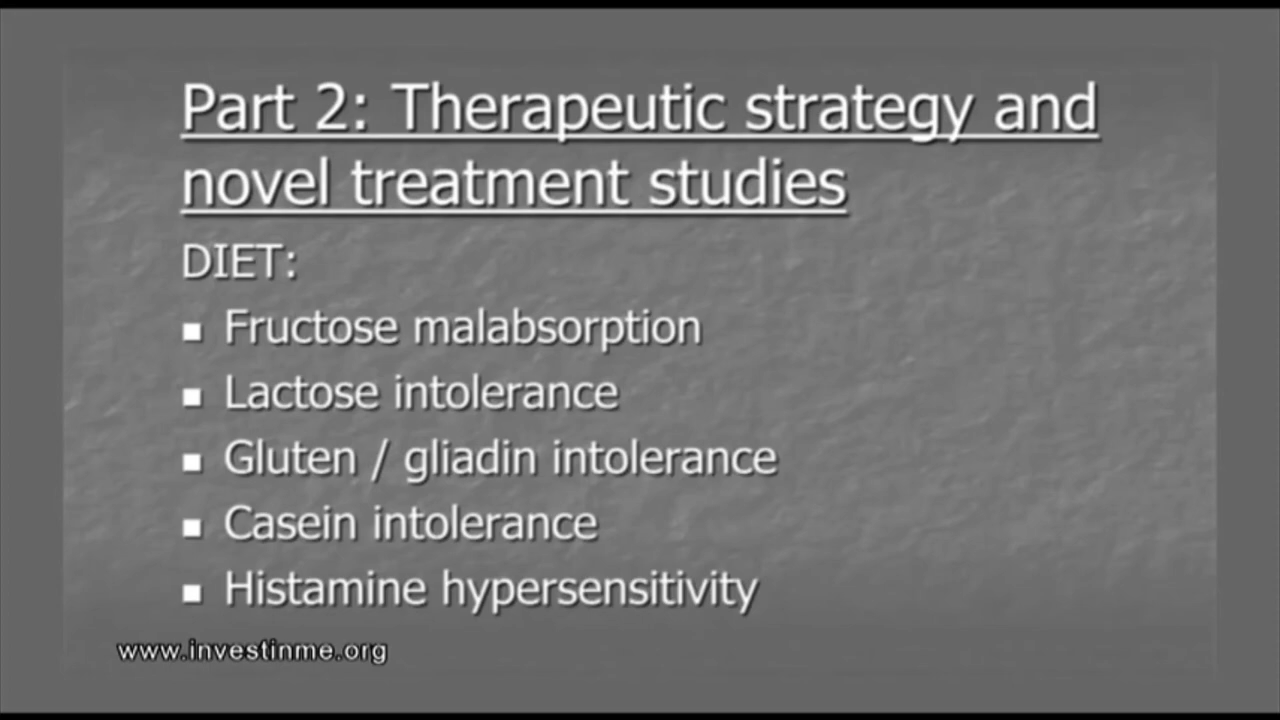 Part 2: Therapeutic strategy and
novel treatment studies
DIET:
▪ Fructose malabsorption
▪ Lactose intolerance
▪ Gluten / gliadin intolerance
▪ Casein intolerance
▪ Histamine hypersensitivity
www.investinme.org